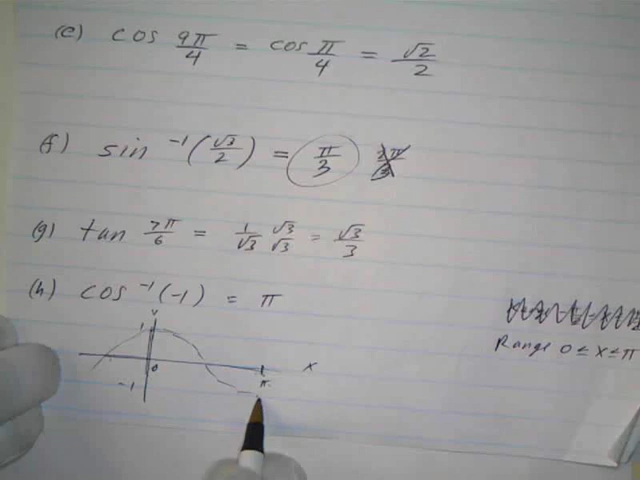 (e) cos 9π/4 = cos π/4 = √2/2
(f) sin⁻¹(√3/2) = π/3
(g) tan 7π/6 = 1/√3 √3/√3 = √3/3
(h) cos⁻¹(-1) = π
Range 0 ≤ x ≤ π
y
1
0
x
π
-1